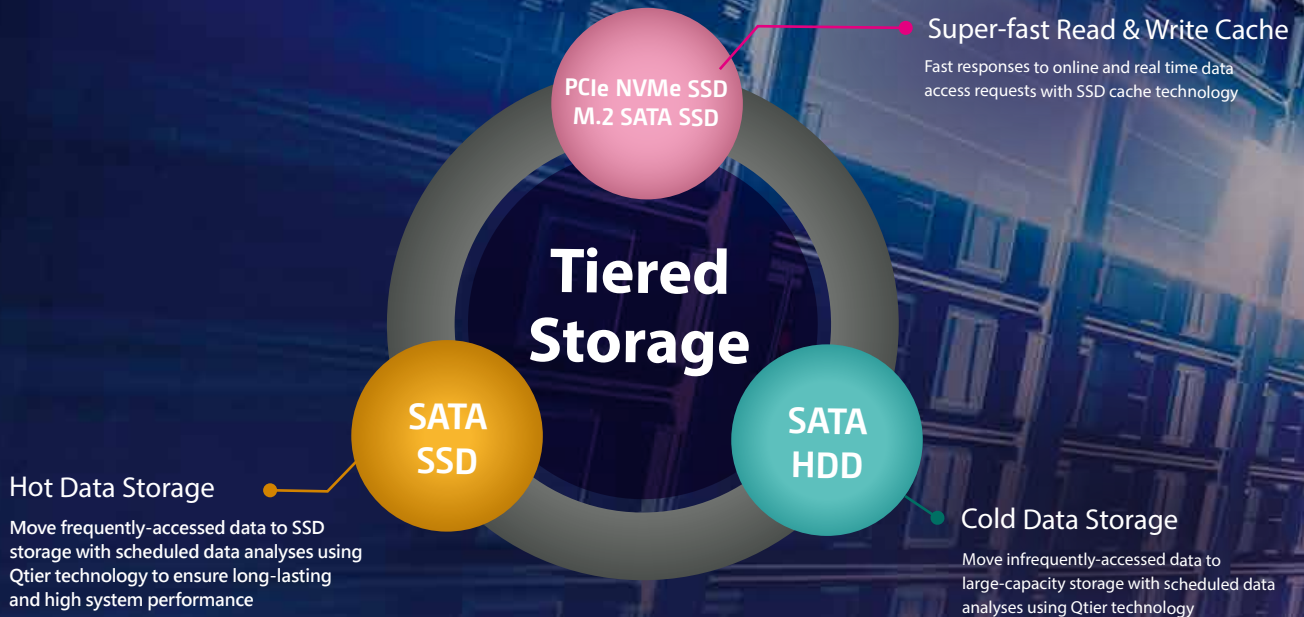 Super-fast Read & Write Cache
Fast responses to online and real time data
access requests with SSD cache technology
PCIe NVMe SSD
M.2 SATA SSD
Tiered
Storage
SATA
SSD
SATA
HDD
Hot Data Storage
Move frequently-accessed data to SSD
storage with scheduled data analyses using
Qtier technology to ensure long-lasting
and high system performance
Cold Data Storage
Move infrequently-accessed data to
large-capacity storage with scheduled data
analyses using Qtier technology